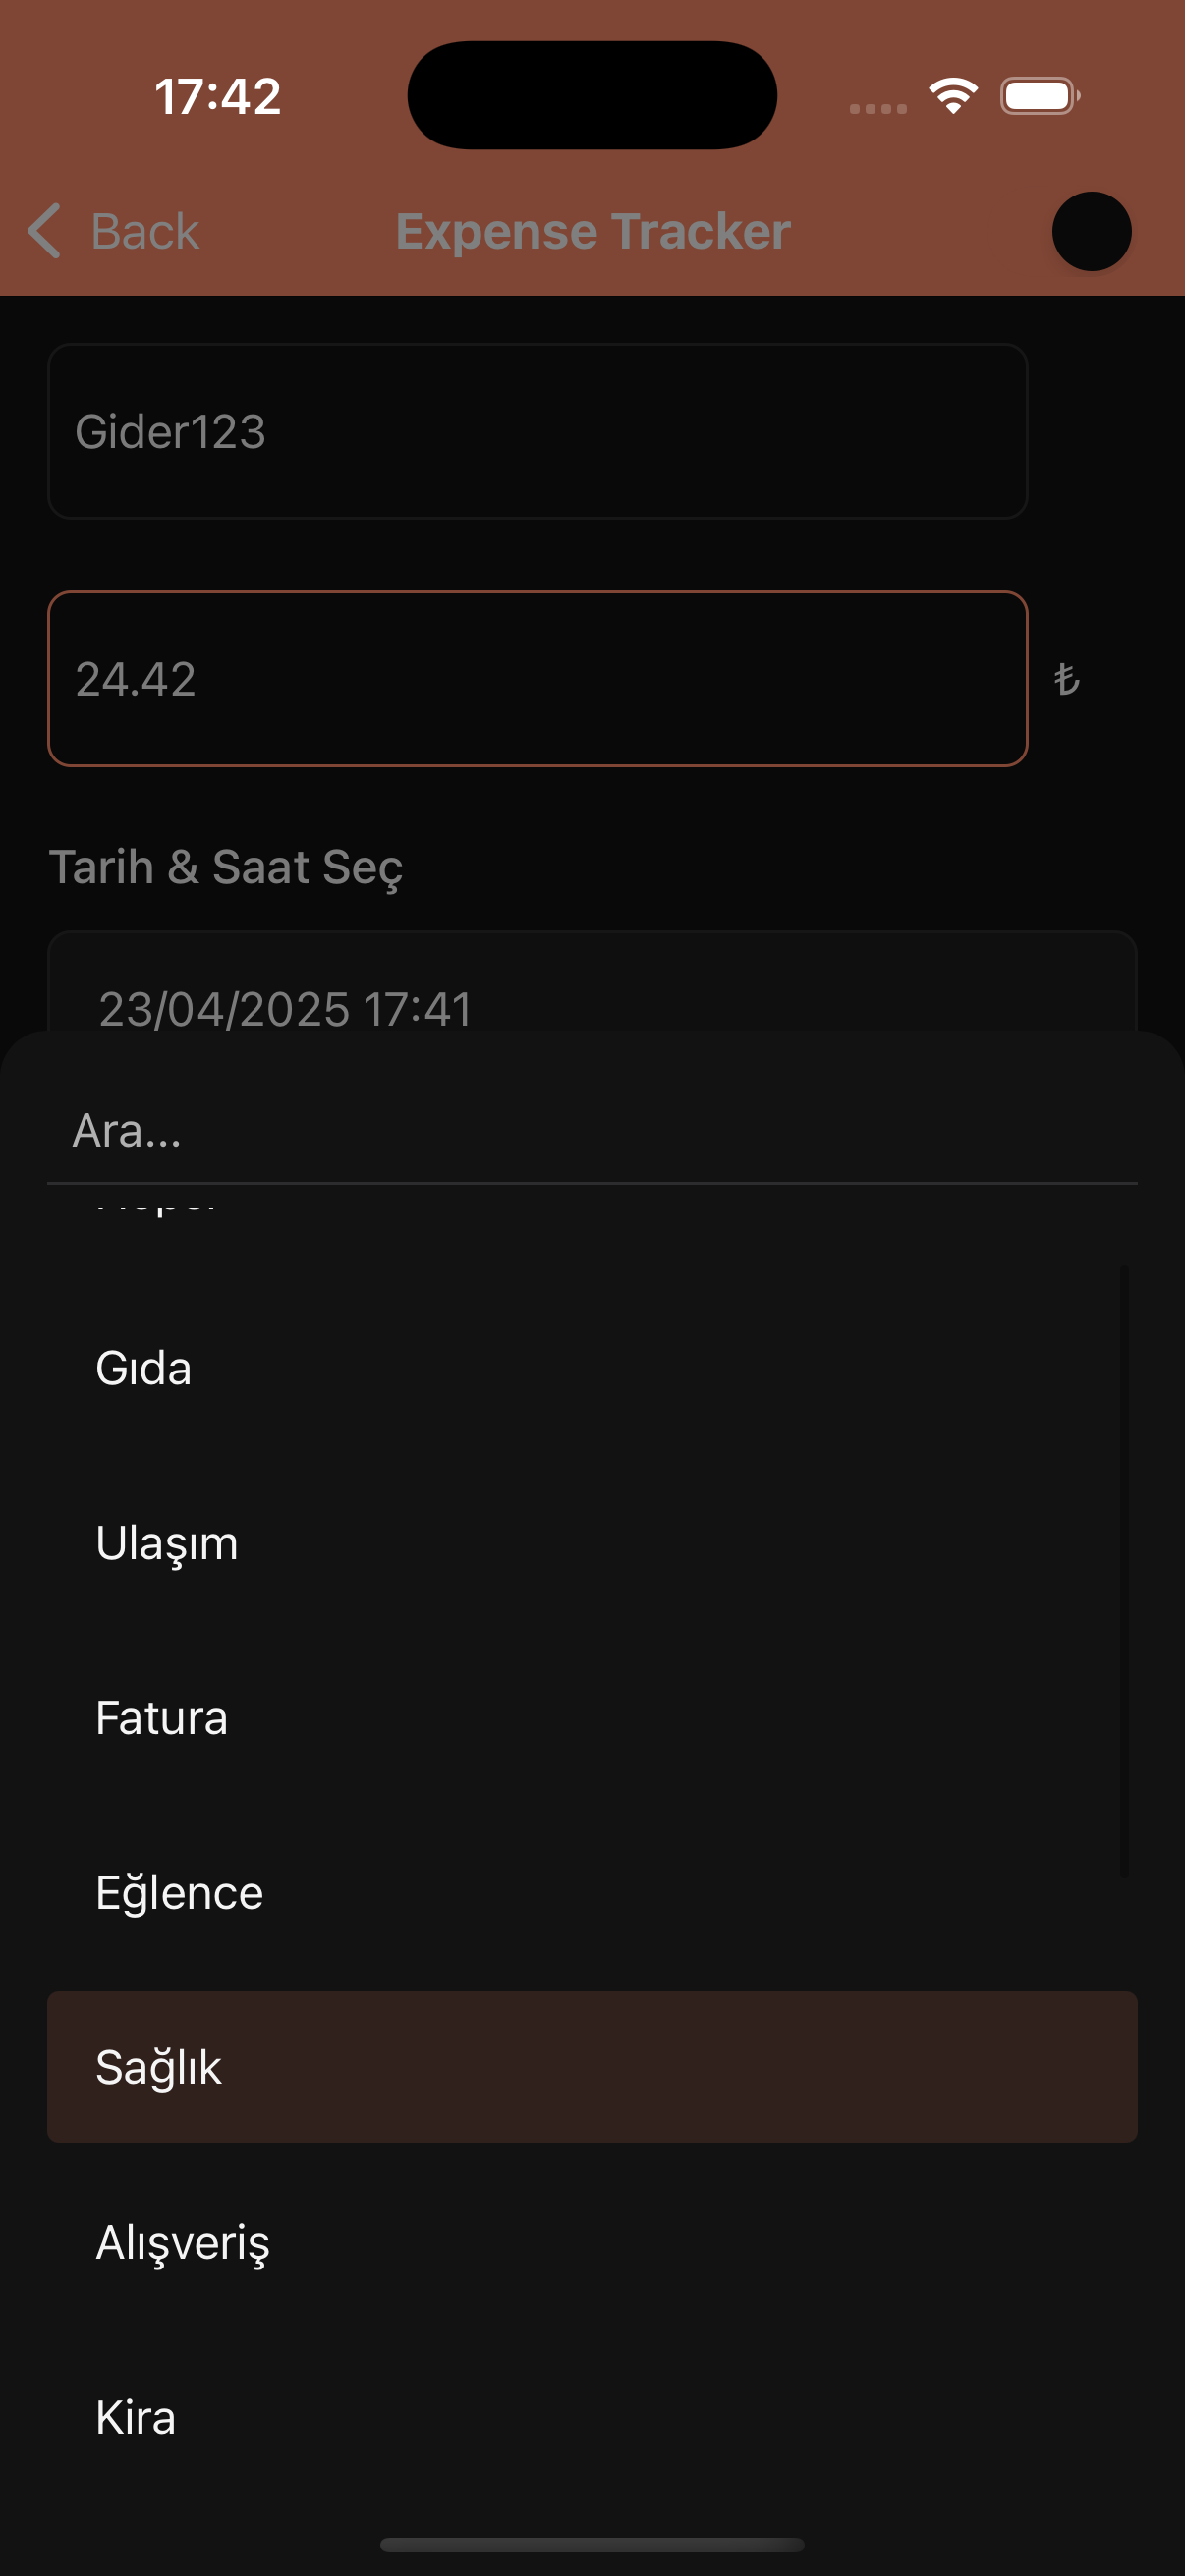 17:42
Back
Expense Tracker
Gider123
24.42
₺
Tarih & Saat Seç
23/04/2025 17:41
Ara...
Gıda
Ulaşım
Fatura
Eğlence
Sağlık
Alışveriş
Kira